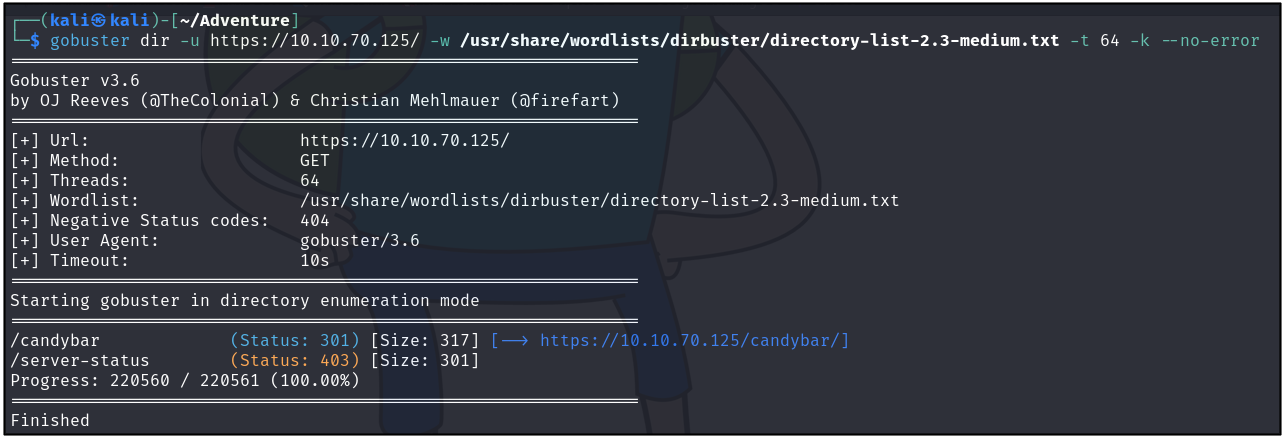 ┌──(kali㉿kali)-[~/Adventure]
└─$ gobuster dir -u https://10.10.70.125/ -w /usr/share/wordlists/dirbuster/directory-list-2.3-medium.txt -t 64 -k --no-error
===============================================================
Gobuster v3.6
by OJ Reeves (@TheColonial) & Christian Mehlmauer (@firefart)
===============================================================
[+] Url:                     https://10.10.70.125/
[+] Method:                  GET
[+] Threads:                 64
[+] Wordlist:                /usr/share/wordlists/dirbuster/directory-list-2.3-medium.txt
[+] Negative Status codes:   404
[+] User Agent:              gobuster/3.6
[+] Timeout:                 10s
===============================================================
Starting gobuster in directory enumeration mode
===============================================================
/candybar             (Status: 301) [Size: 317] [--> https://10.10.70.125/candybar/]
/server-status        (Status: 403) [Size: 301]
Progress: 220560 / 220561 (100.00%)
===============================================================
Finished